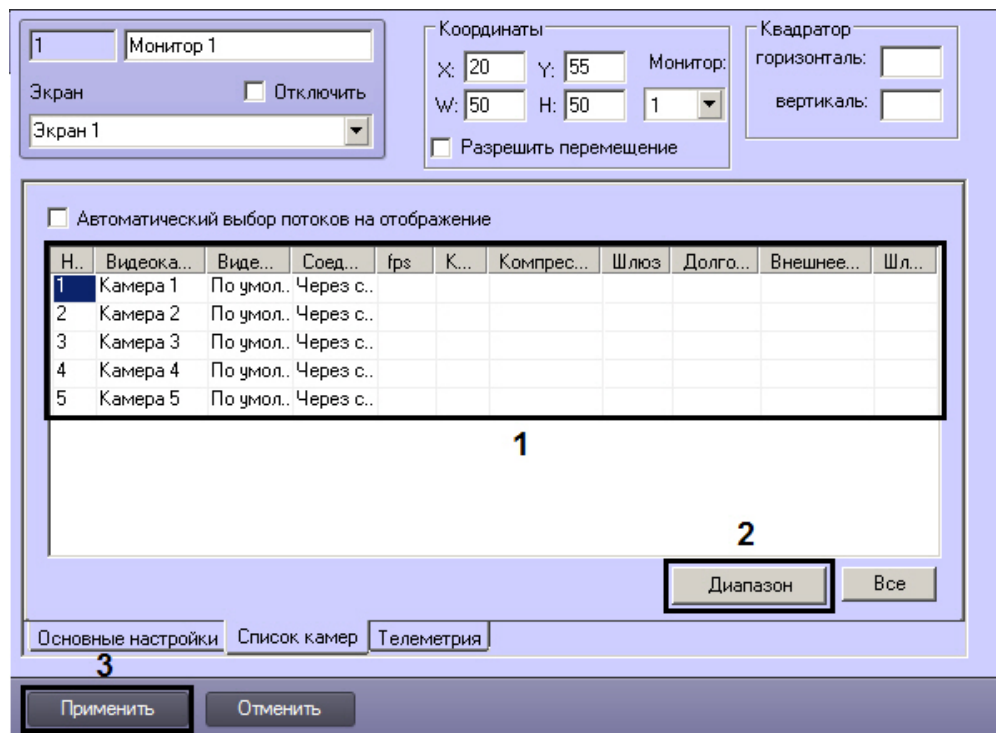 1 Монитор 1
Экран Отключить
Экран 1
Координаты
X: 20 Y: 55 Монитор:
W: 50 H: 50 1
Разрешить перемещение
Квадратор
горизонталь:
вертикаль:
Автоматический выбор потоков на отображение
Н.. Видеока... Виде... Соед... fps К... Компрес... Шлюз Долго... Внешнее... Шл...
1 Камера 1 По умол.. Через с..
2 Камера 2 По умол.. Через с..
3 Камера 3 По умол.. Через с..
4 Камера 4 По умол.. Через с..
5 Камера 5 По умол.. Через с..
1
2
Диапазон Все
Основные настройки Список камер Телеметрия
3
Применить Отменить